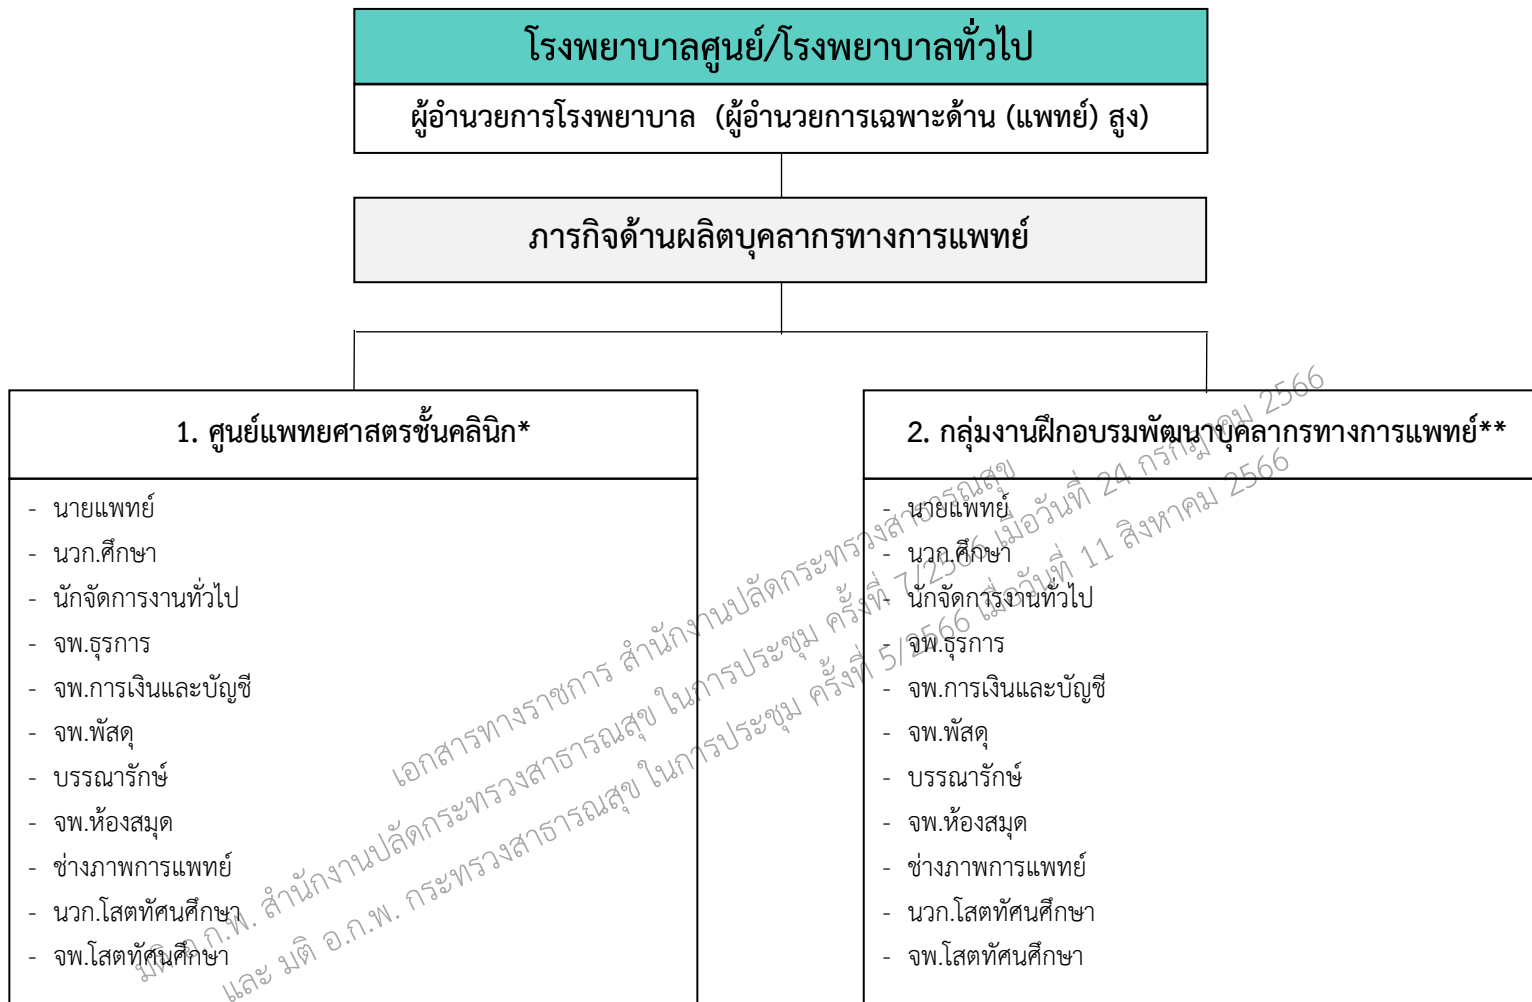 โรงพยาบาลศูนย์/โรงพยาบาลทั่วไป
ผู้อำนวยการโรงพยาบาล (ผู้อำนวยการเฉพาะด้าน (แพทย์) สูง)
ภารกิจด้านผลิตบุคลากรทางการแพทย์
1. ศูนย์แพทยศาสตรชั้นคลินิก*
- นายแพทย์
- นวก.ศึกษา
- นักจัดการงานทั่วไป
- จพ.ธุรการ
- จพ.การเงินและบัญชี
- จพ.พัสดุ
- บรรณารักษ์
- จพ.ห้องสมุด
- ช่างภาพการแพทย์
- นวก.โสตทัศนศึกษา
- จพ.โสตทัศนศึกษา
2. กลุ่มงานฝึกอบรมพัฒนาบุคลากรทางการแพทย์**
- นายแพทย์
- นวก.ศึกษา
- นักจัดการงานทั่วไป
- จพ.ธุรการ
- จพ.การเงินและบัญชี
- จพ.พัสดุ
- บรรณารักษ์
- จพ.ห้องสมุด
- ช่างภาพการแพทย์
- นวก.โสตทัศนศึกษา
- จพ.โสตทัศนศึกษา
เอกสารทางราชการ สำนักงานปลัดกระทรวงสาธารณสุข
มติ อ.ก.พ. สำนักงานปลัดกระทรวงสาธารณสุข ในการประชุม ครั้งที่ 7/2566 เมื่อวันที่ 24 กรกฎาคม 2566
และ มติ อ.ก.พ. กระทรวงสาธารณสุข ในการประชุม ครั้งที่ 5/2566 เมื่อวันที่ 11 สิงหาคม 2566